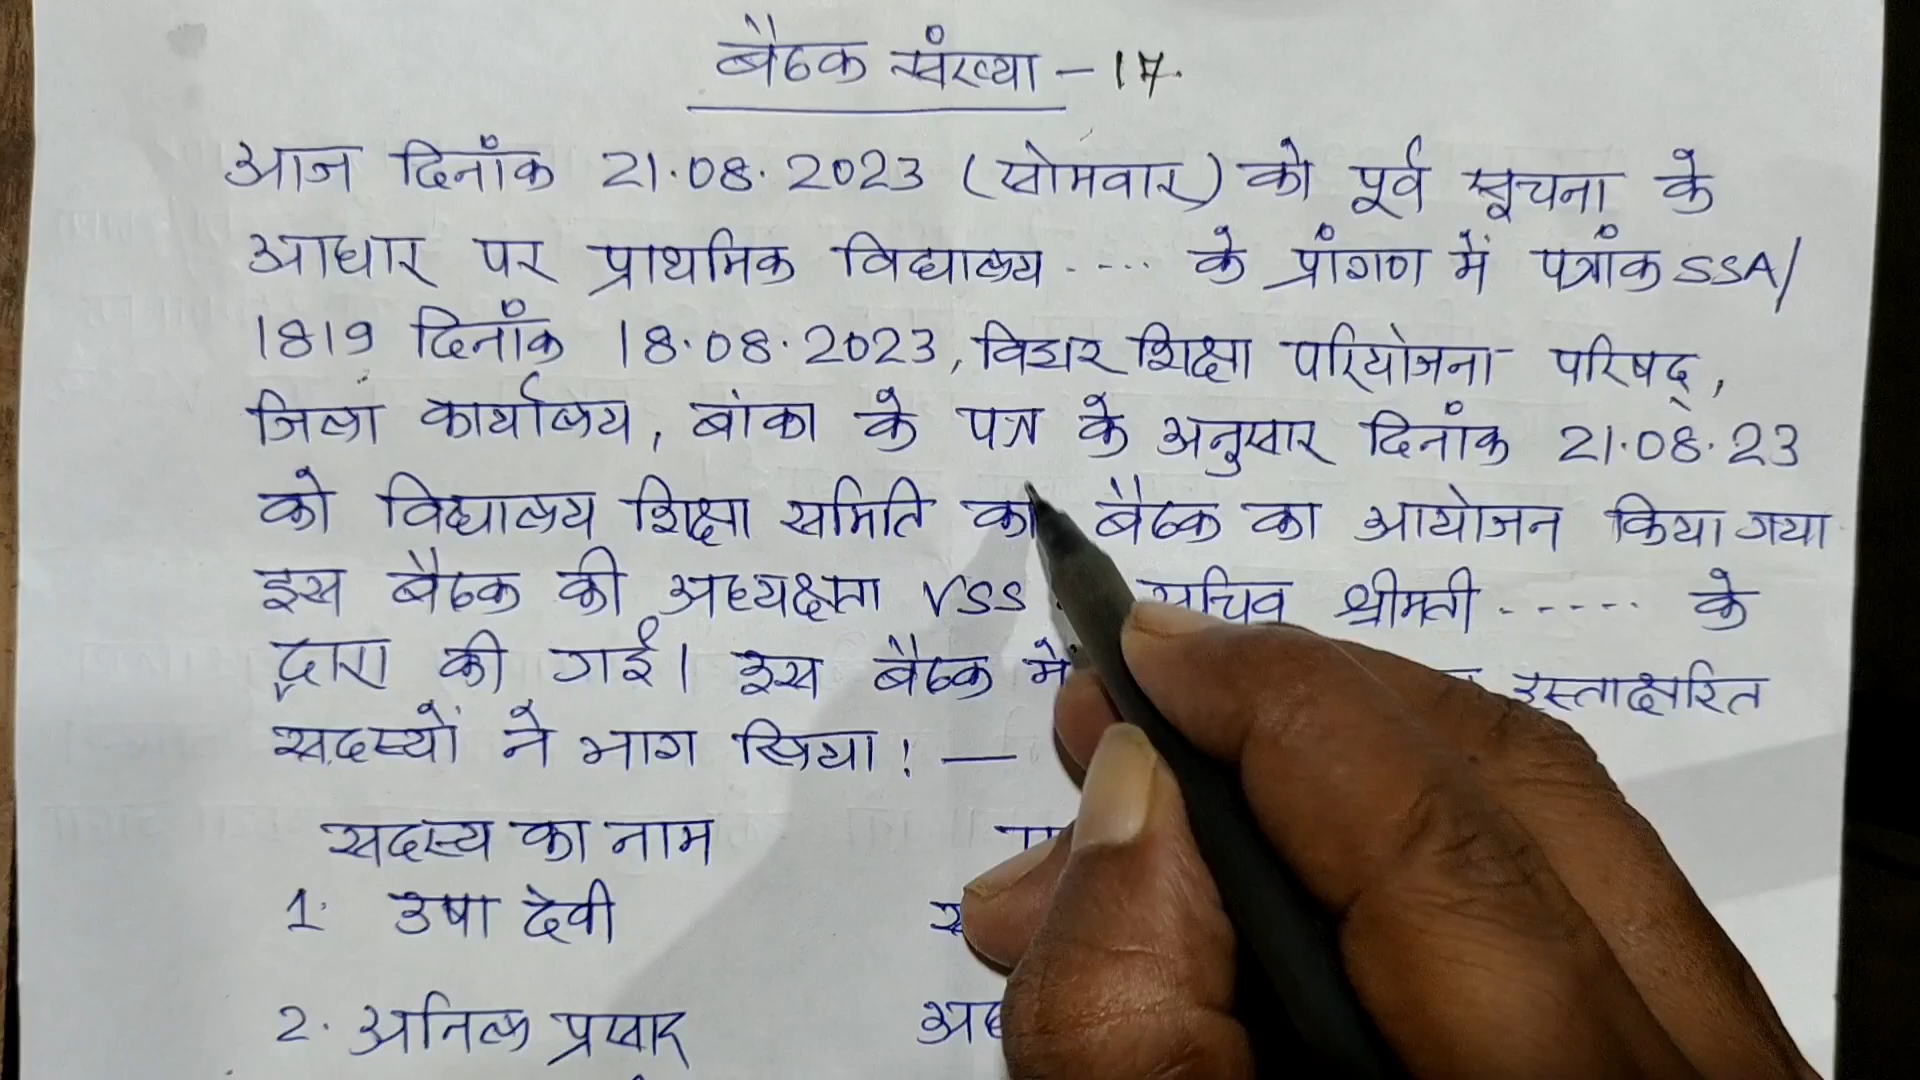 बैठक संख्या - 17.
आज दिनाँक 21.08.2023 (सोमवार) को पूर्व सूचना के
आधार पर प्राथमिक विद्यालय .... के प्रांगण में पत्रांक SSA/
1819 दिनाँक 18.08.2023, बिहार शिक्षा परियोजना परिषद्,
जिला कार्यालय, बांका के पत्र के अनुसार दिनांक 21.08.23
को विद्यालय शिक्षा समिति का बैठक का आयोजन किया गया
इस बैठक की अध्यक्षता VSS सचिव श्रीमती ------ के
द्वारा की गई। इस बैठक में हस्ताक्षरित
सदस्यों ने भाग लिया! —
सदस्य का नाम
1. उषा देवी
2. अनिल प्रसाद